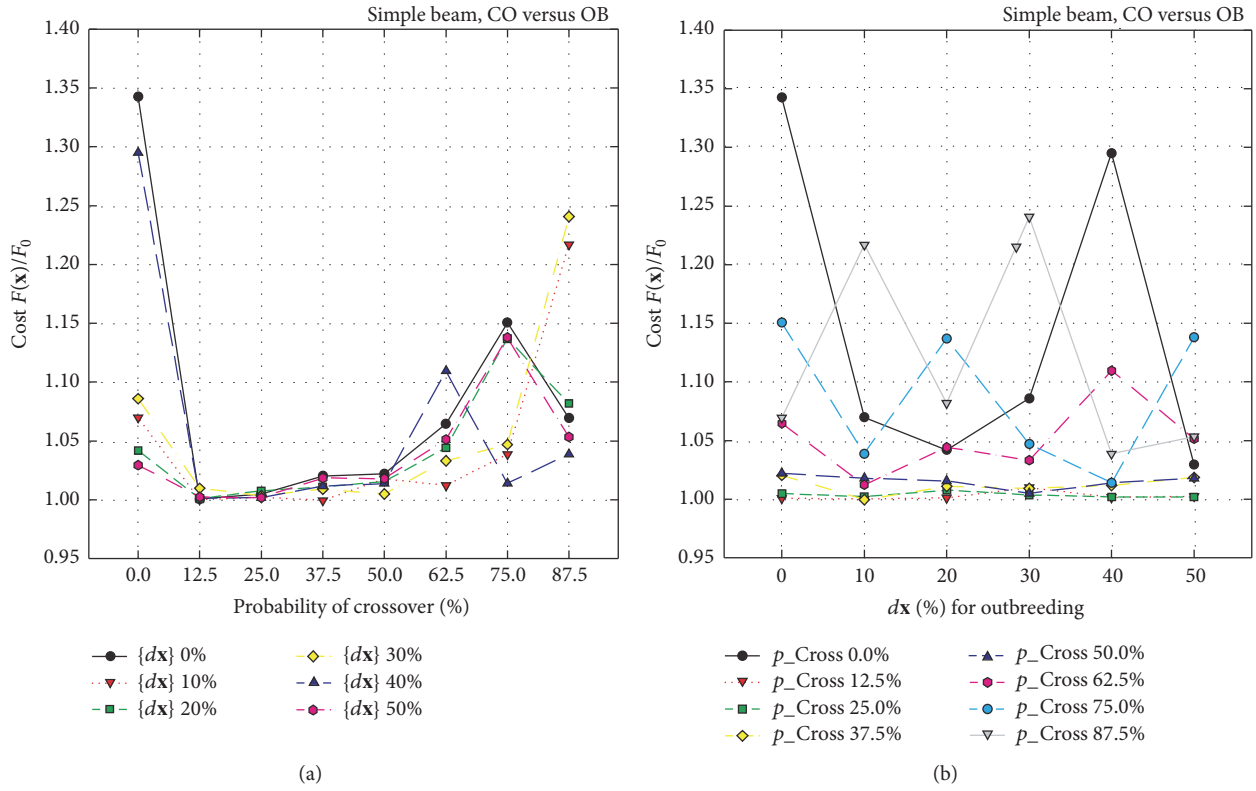 Simple beam, CO versus OB
1.40
1.35
1.30
1.25
1.20
1.15
1.10
1.05
1.00
0.95
Cost F(x)/F₀
0.0 12.5 25.0 37.5 50.0 62.5 75.0 87.5
Probability of crossover (%)
{dx} 0%
{dx} 10%
{dx} 20%
{dx} 30%
{dx} 40%
{dx} 50%
(a)
Simple beam, CO versus OB
1.40
1.35
1.30
1.25
1.20
1.15
1.10
1.05
1.00
0.95
Cost F(x)/F₀
0 10 20 30 40 50
dx (%) for outbreeding
p_Cross 0.0%
p_Cross 12.5%
p_Cross 25.0%
p_Cross 37.5%
p_Cross 50.0%
p_Cross 62.5%
p_Cross 75.0%
p_Cross 87.5%
(b)